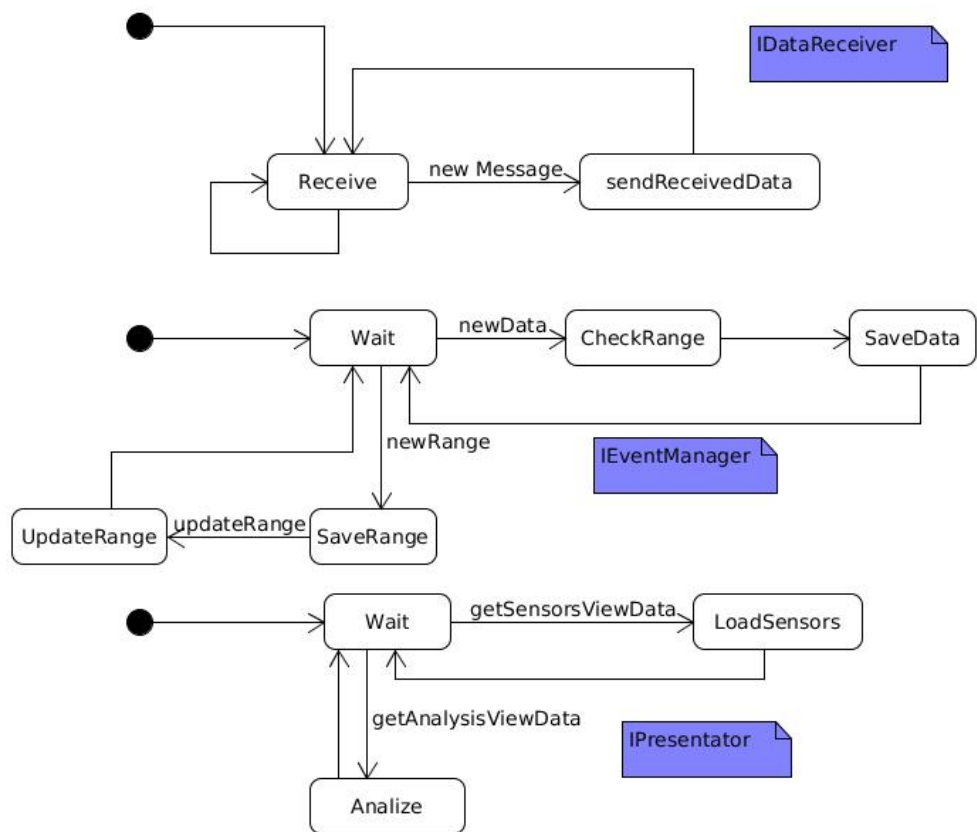 IDataReceiver
Receive
new Message
sendReceivedData
Wait
newData
CheckRange
SaveData
newRange
IEventManager
UpdateRange
updateRange
SaveRange
Wait
getSensorsViewData
LoadSensors
getAnalysisViewData
IPresentator
Analize